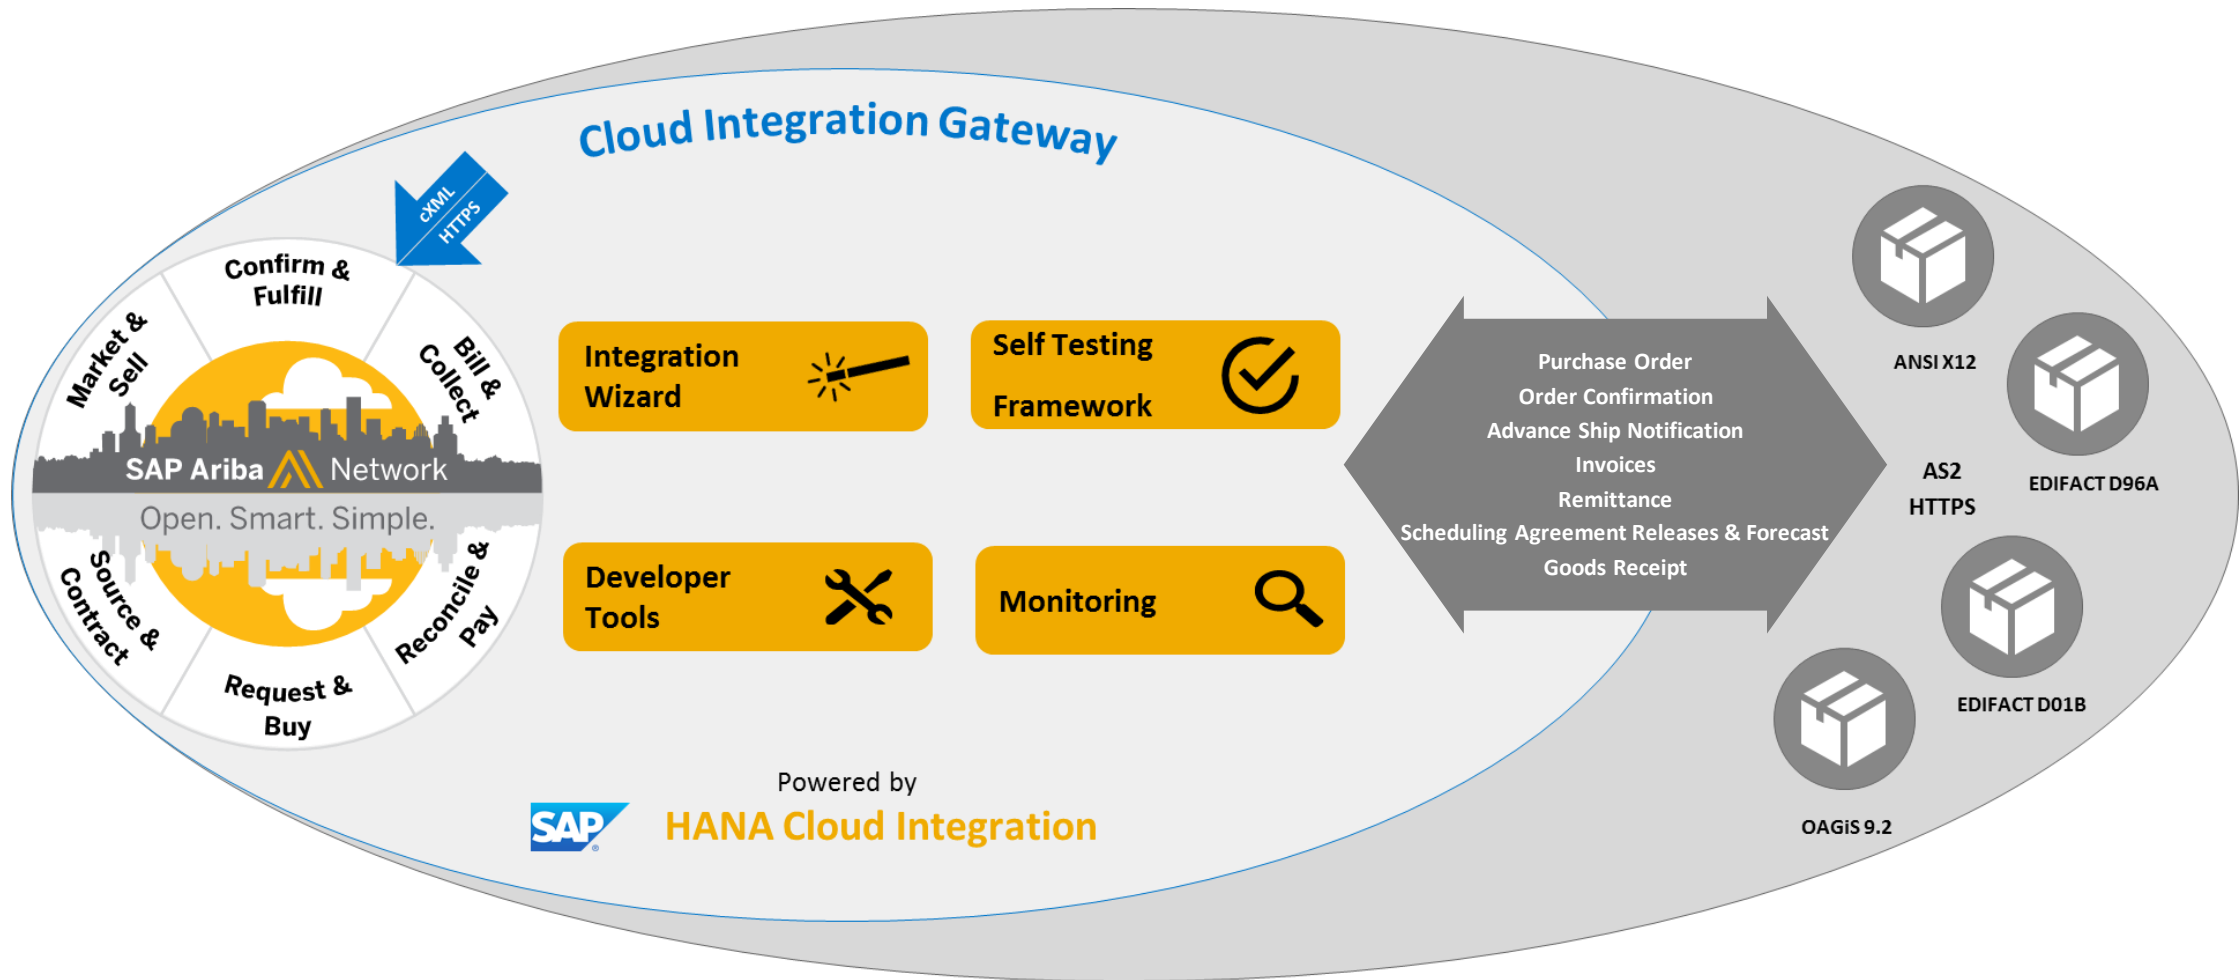 Cloud Integration Gateway
cXML
HTTPS
Confirm &
Fulfill
Market &
Sell
Bill &
Collect
SAP Ariba Network
Open. Smart. Simple.
Source &
Contract
Reconcile &
Pay
Request &
Buy
Integration
Wizard
Self Testing
Framework
Developer
Tools
Monitoring
Powered by
SAP ®
HANA Cloud Integration
Purchase Order
Order Confirmation
Advance Ship Notification
Invoices
Remittance
Scheduling Agreement Releases & Forecast
Goods Receipt
ANSI X12
EDIFACT D96A
AS2
HTTPS
EDIFACT D01B
OAGiS 9.2